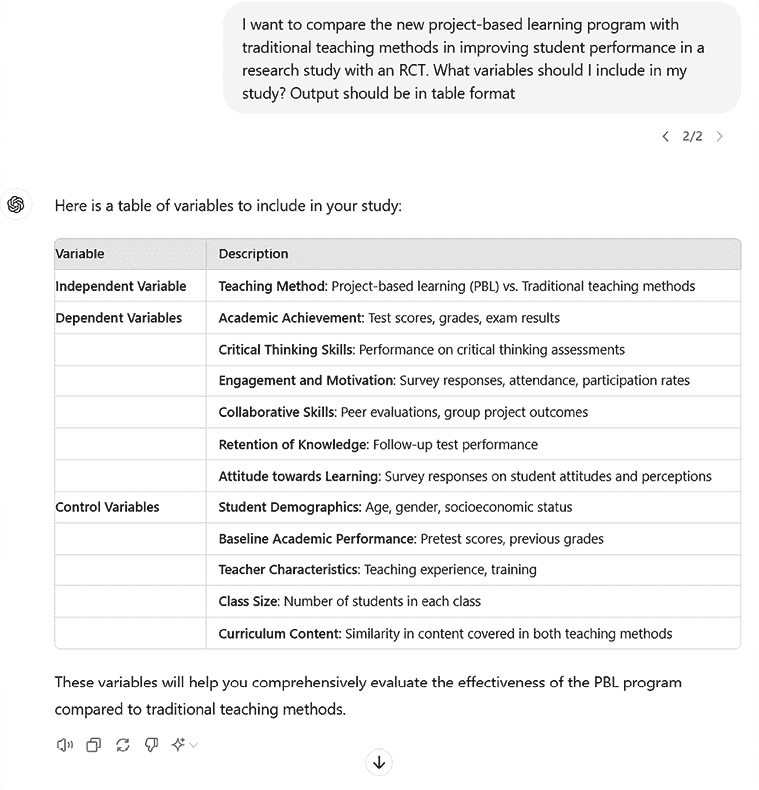 I want to compare the new project-based learning program with
traditional teaching methods in improving student performance in a
research study with an RCT. What variables should I include in my
study? Output should be in table format
2/2
Here is a table of variables to include in your study:
Variable Description
Independent Variable Teaching Method: Project-based learning (PBL) vs. Traditional teaching methods
Dependent Variables Academic Achievement: Test scores, grades, exam results
Critical Thinking Skills: Performance on critical thinking assessments
Engagement and Motivation: Survey responses, attendance, participation rates
Collaborative Skills: Peer evaluations, group project outcomes
Retention of Knowledge: Follow-up test performance
Attitude towards Learning: Survey responses on student attitudes and perceptions
Control Variables Student Demographics: Age, gender, socioeconomic status
Baseline Academic Performance: Pretest scores, previous grades
Teacher Characteristics: Teaching experience, training
Class Size: Number of students in each class
Curriculum Content: Similarity in content covered in both teaching methods
These variables will help you comprehensively evaluate the effectiveness of the PBL program
compared to traditional teaching methods.